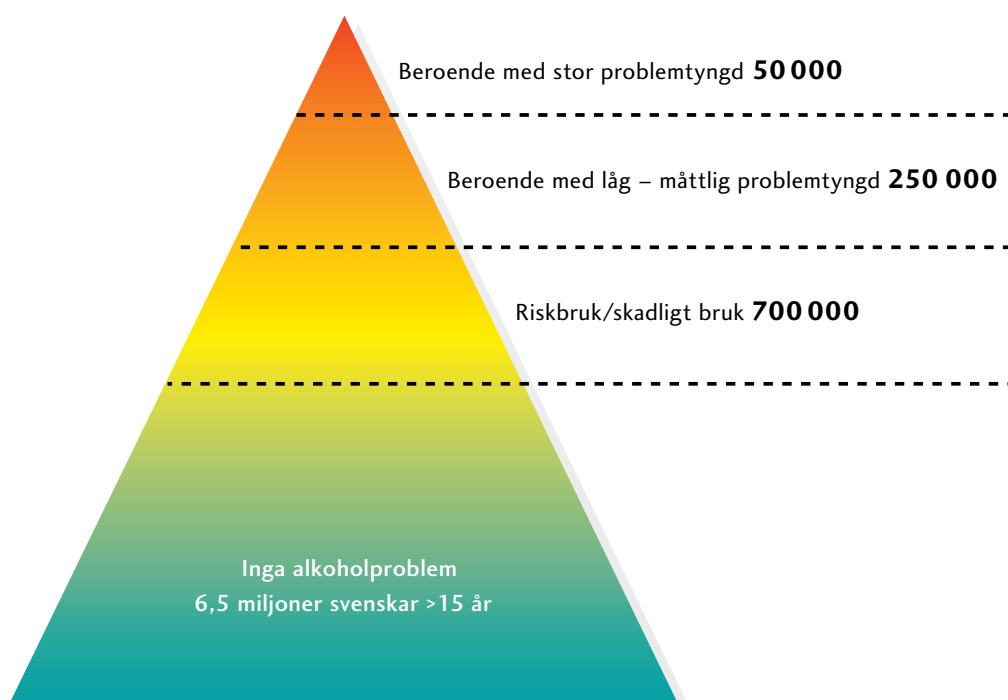 Beroende med stor problemtyngd 50 000
Beroende med låg – måttlig problemtyngd 250 000
Riskbruk/skadligt bruk 700 000
Inga alkoholproblem
6,5 miljoner svenskar >15 år